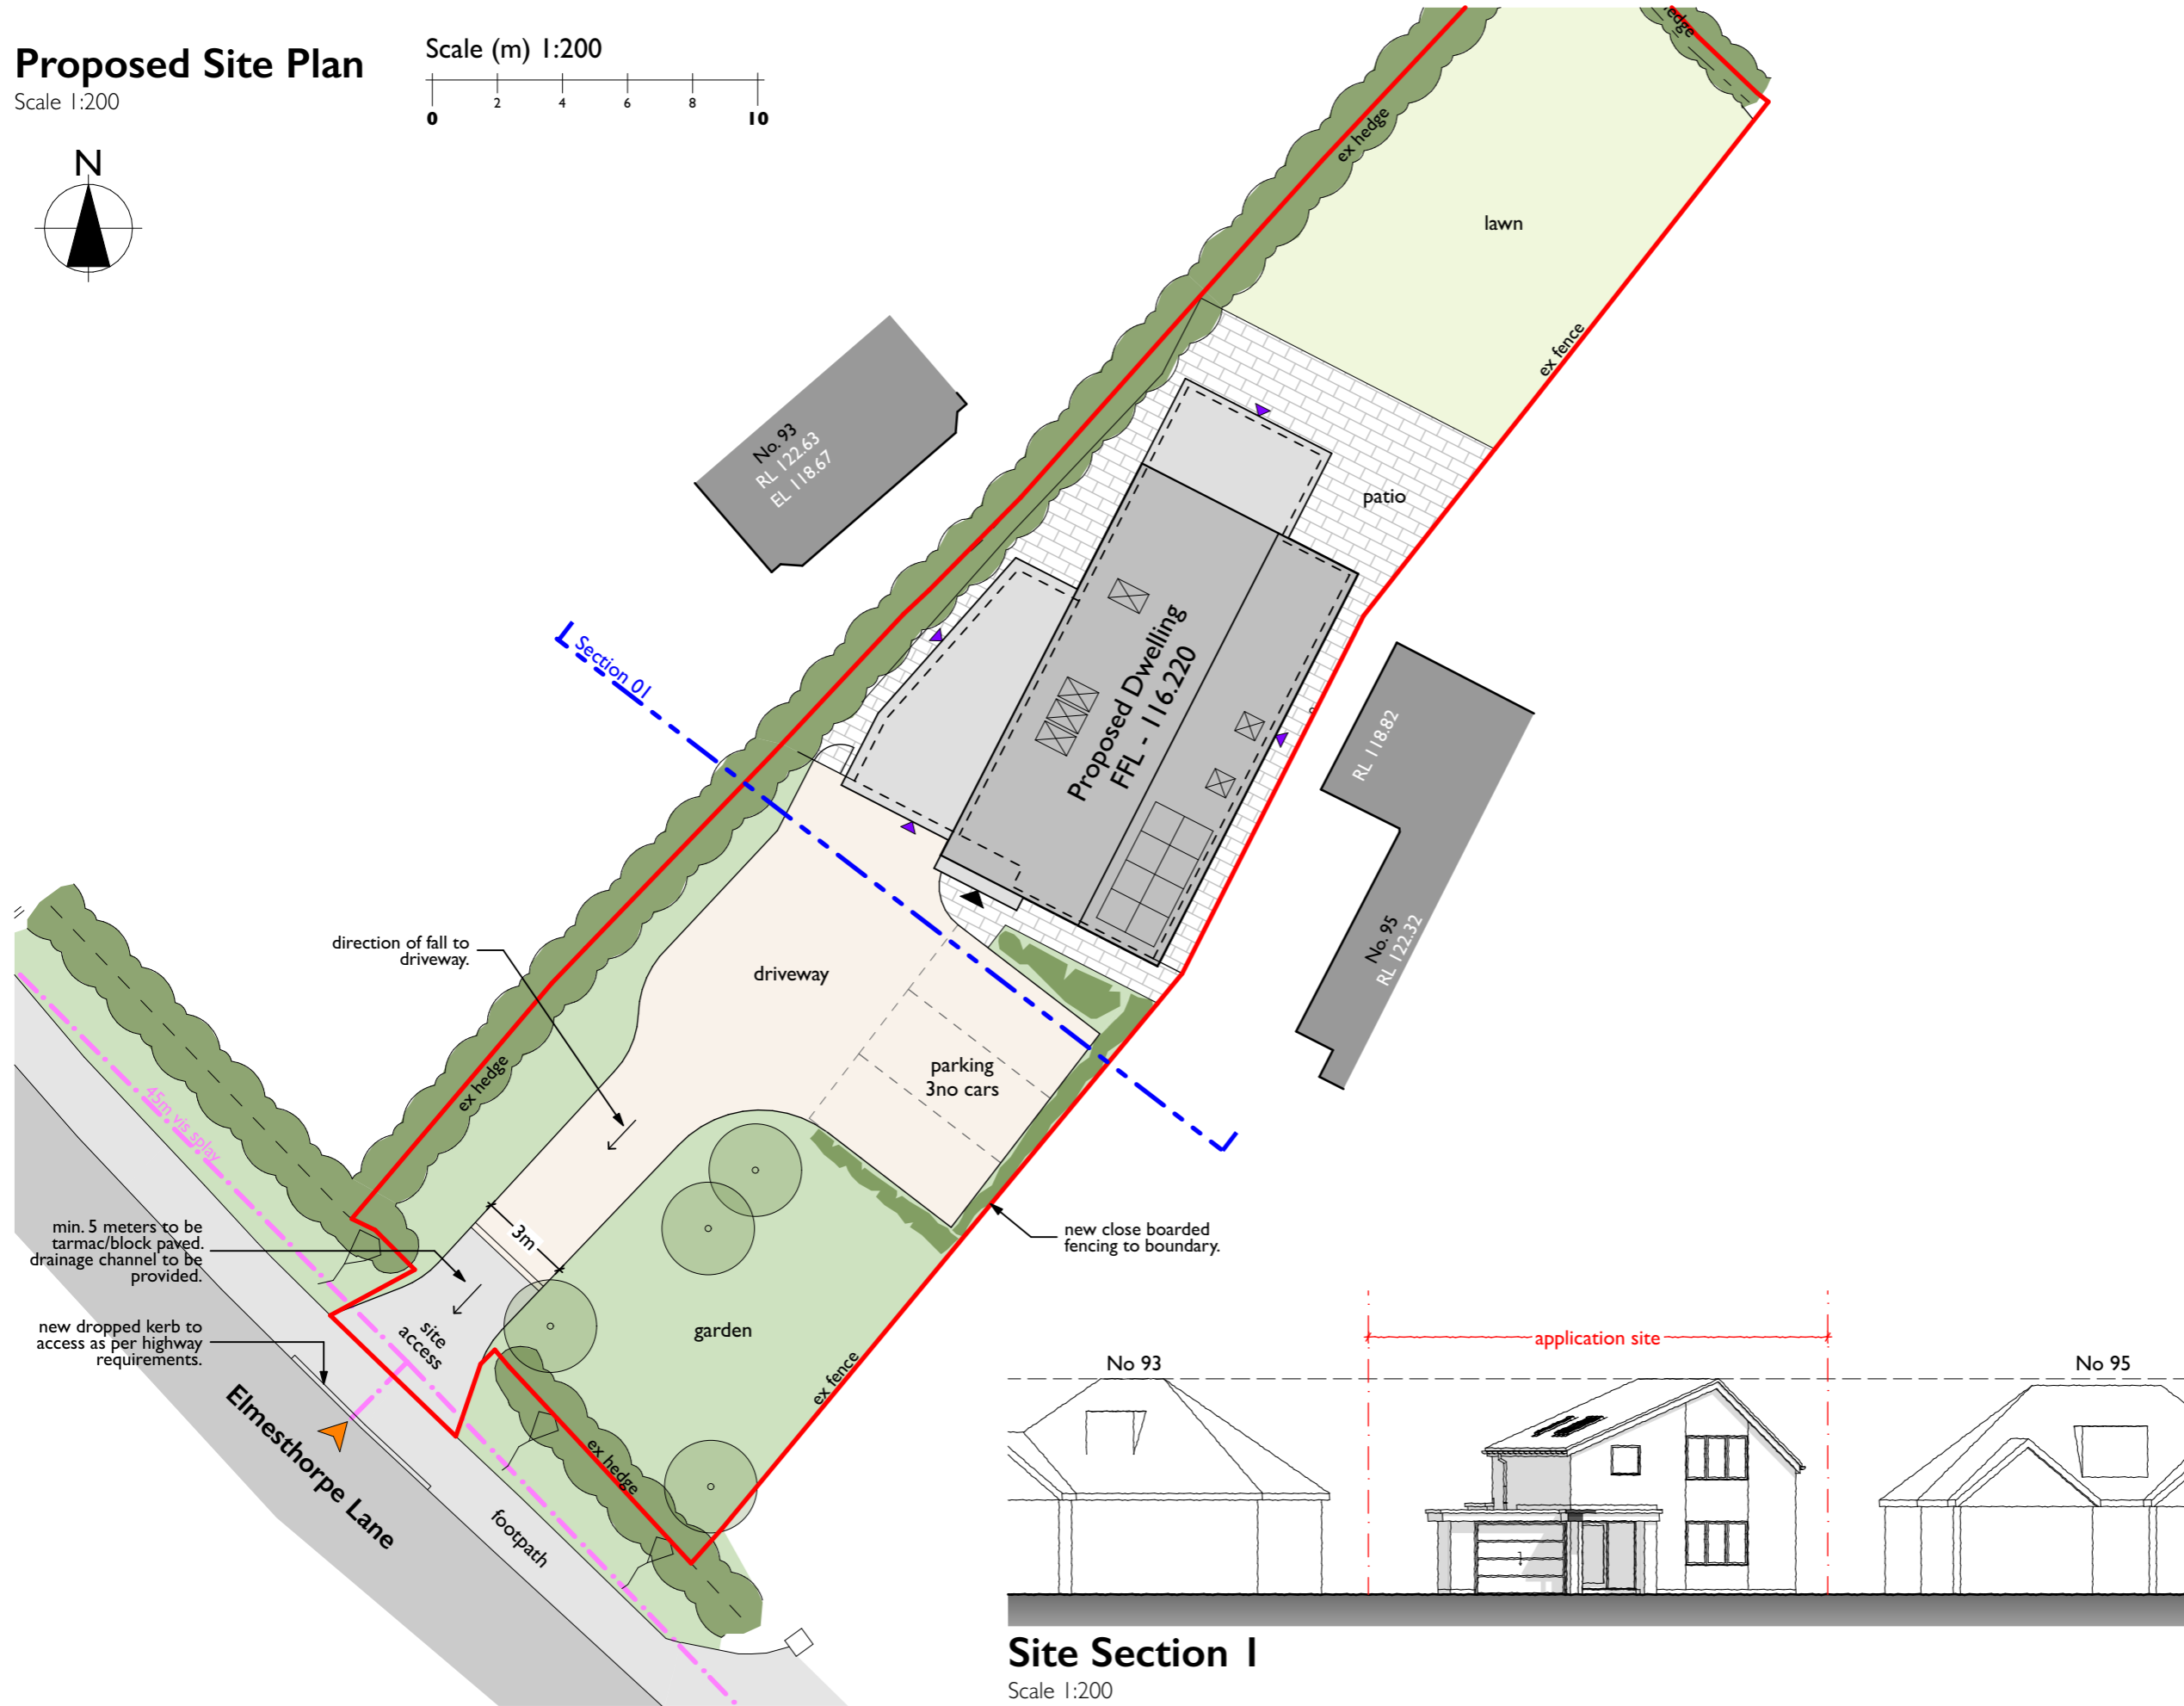 Proposed Site Plan
Scale 1:200
Scale (m) 1:200
2
4
6
8
0
10
N
hedge
ex hedge
lawn
ex fence
No. 93
RL 122.63
EL 118.67
patio
Section 01
Proposed Dwelling
FFL - 116.220
RL 118.82
No. 95
RL 122.32
direction of fall to
driveway.
driveway
parking
3no cars
ex hedge
45m vis splay
min. 5 meters to be
tarmac/block paved.
drainage channel to be
provided.
3m
new close boarded
fencing to boundary.
new dropped kerb to
access as per highway
requirements.
site
access
garden
ex fence
Elmesthorpe Lane
ex hedge
footpath
application site
No 93
No 95
Site Section 1
Scale 1:200